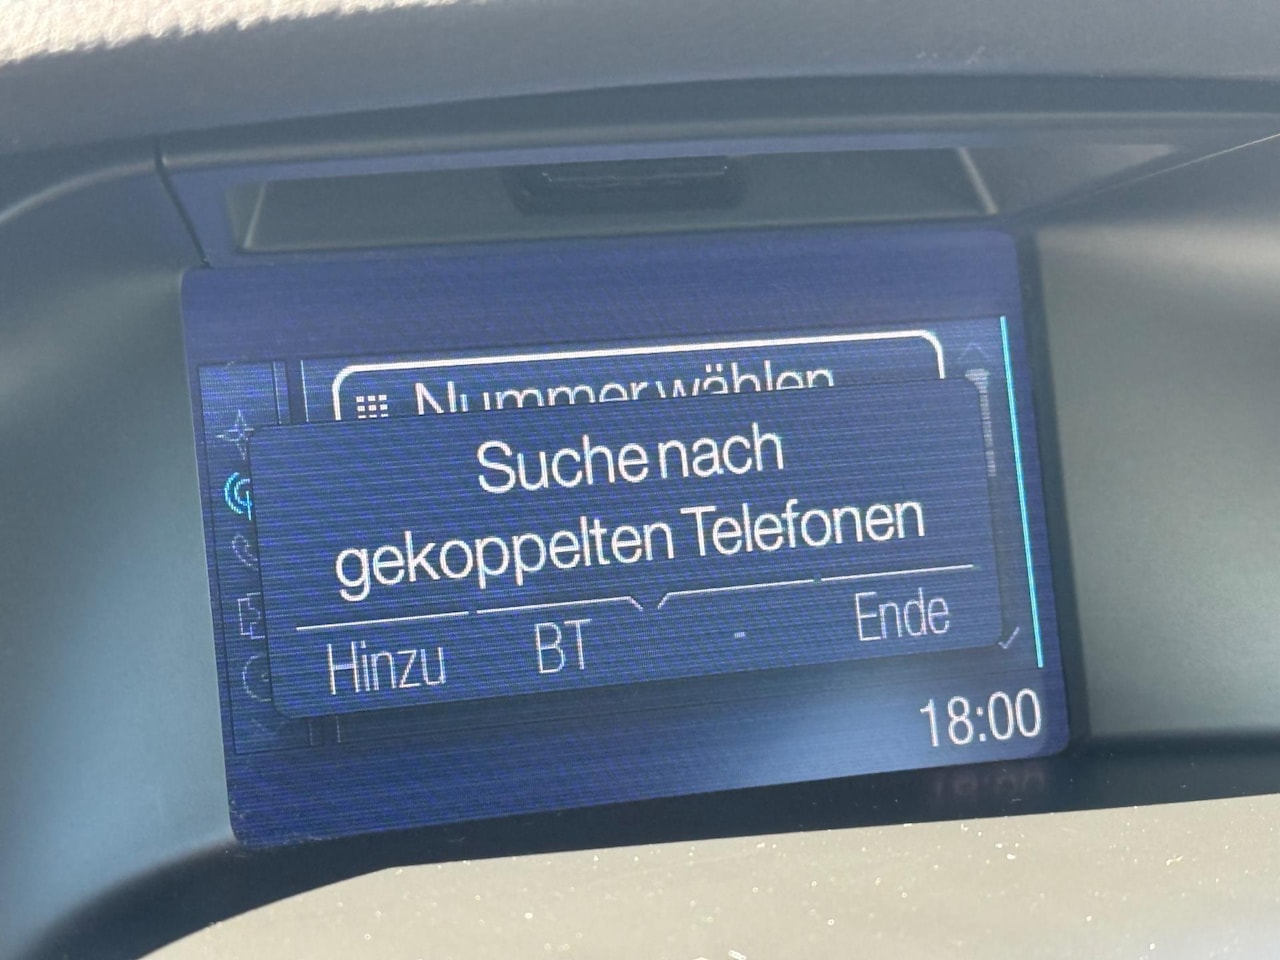 Nummer wählen
Suche nach
gekoppelten Telefonen
Hinzu BT - Ende
18:00